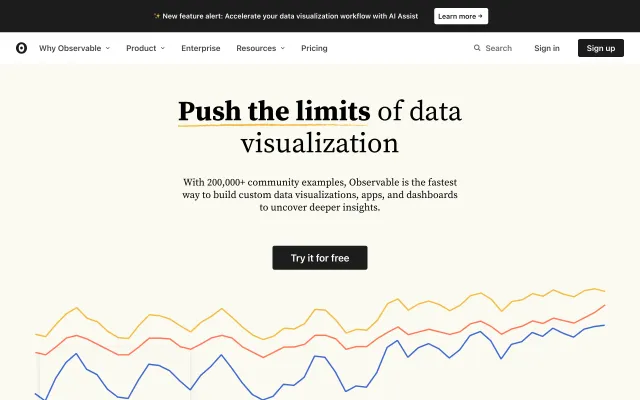 ✨ New feature alert: Accelerate your data visualization workflow with AI Assist Learn more →
Why Observable Product Enterprise Resources Pricing Search Sign in Sign up
Push the limits of data
visualization
With 200,000+ community examples, Observable is the fastest
way to build custom data visualizations, apps, and dashboards
to uncover deeper insights.
Try it for free